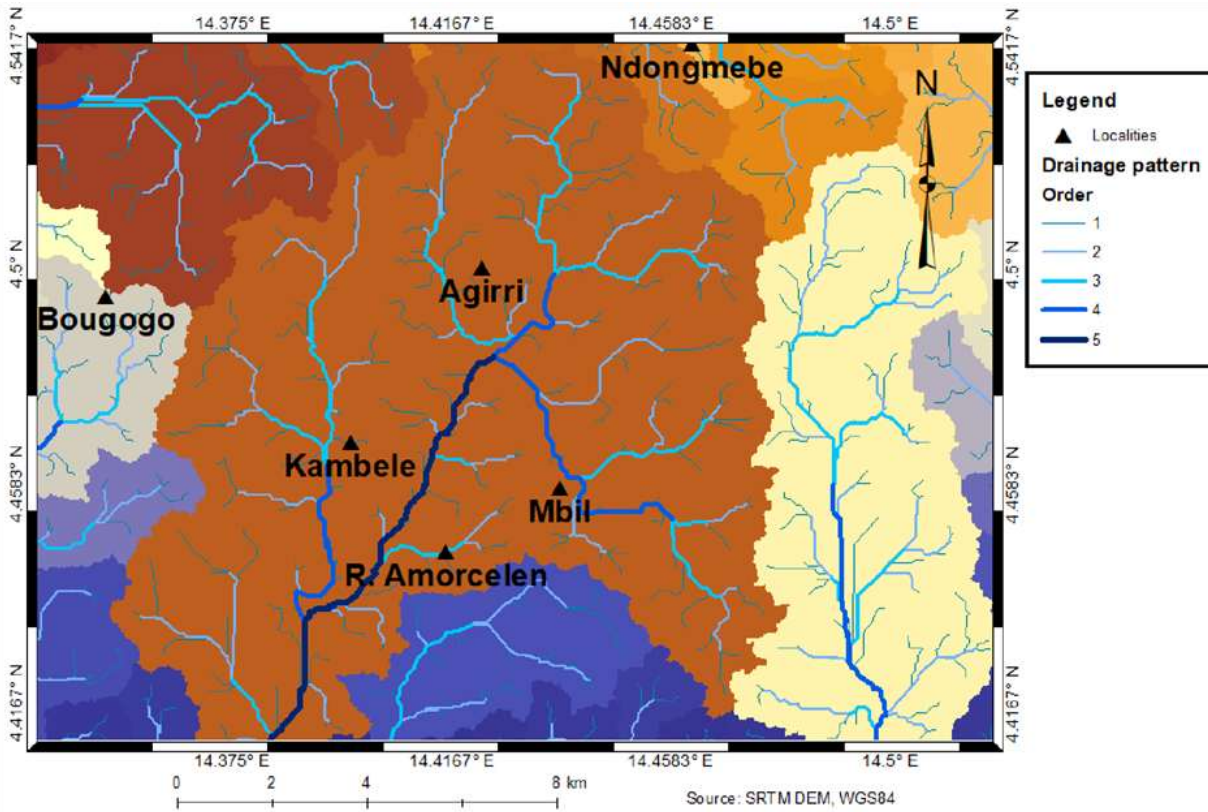 14.375° E 14.4167° E 14.4583° E 14.5° E
4.5417° N
4.5417° N
Ndongmebe
N
Legend
Localities
Drainage pattern
Order
1
2
3
4
5
4.5° N
4.5° N
Agirri
Bougogo
Kambele
4.4583° N
4.4583° N
Mbil
R. Amorcelen
4.4167° N
4.4167° N
14.375° E 14.4167° E 14.4583° E 14.5° E
0 2 4 8 km
Source: SRTM DEM, WGS84